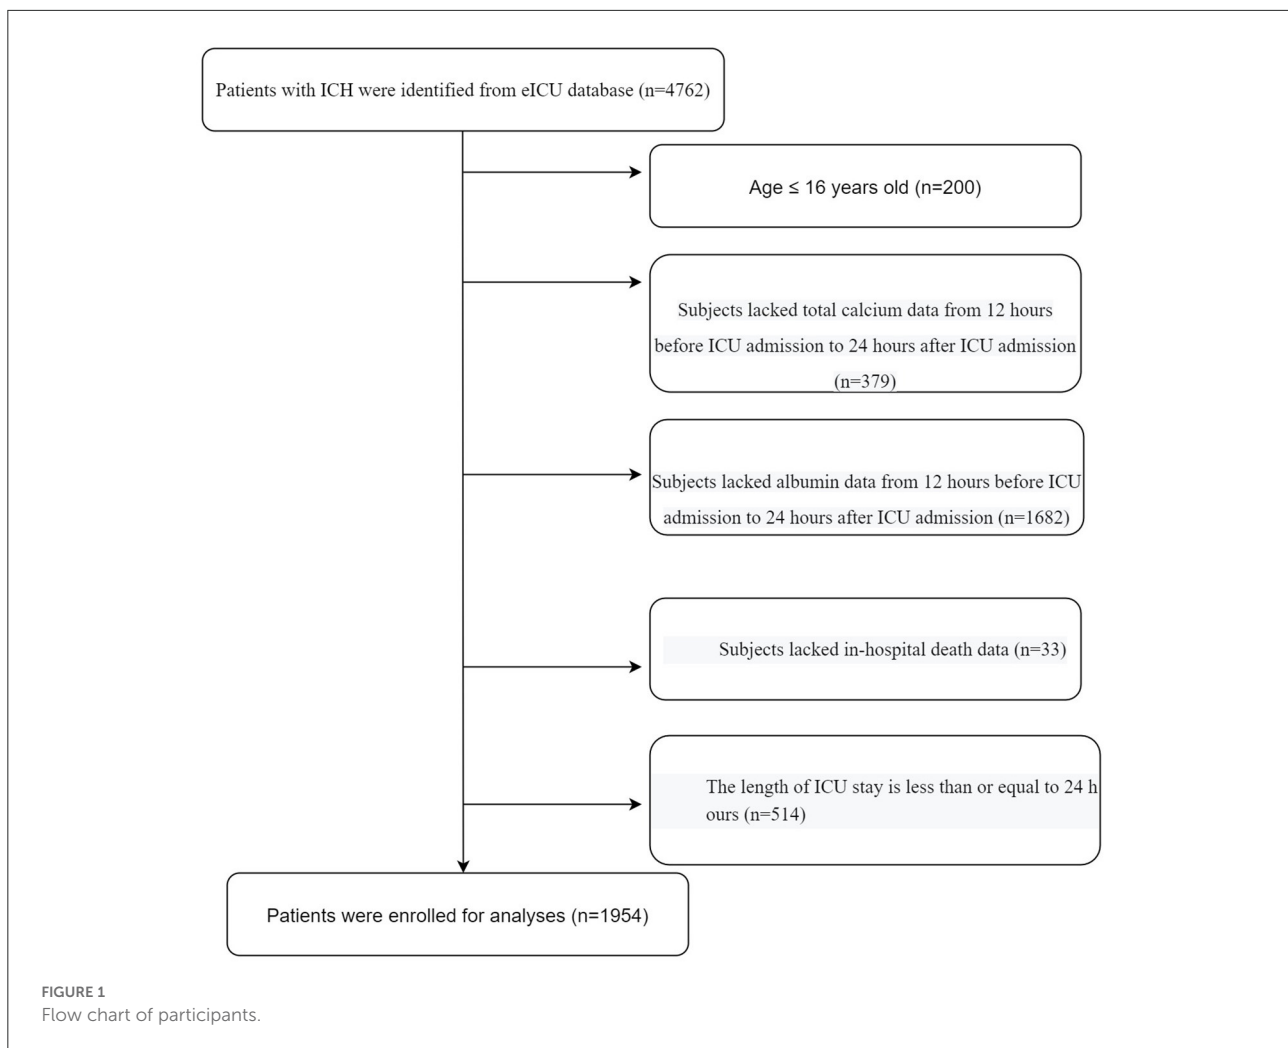 Patients with ICH were identified from eICU database (n=4762)
Age ≤ 16 years old (n=200)
Subjects lacked total calcium data from 12 hours
before ICU admission to 24 hours after ICU admission
(n=379)
Subjects lacked albumin data from 12 hours before ICU
admission to 24 hours after ICU admission (n=1682)
Subjects lacked in-hospital death data (n=33)
The length of ICU stay is less than or equal to 24 h
ours (n=514)
Patients were enrolled for analyses (n=1954)
FIGURE 1
Flow chart of participants.